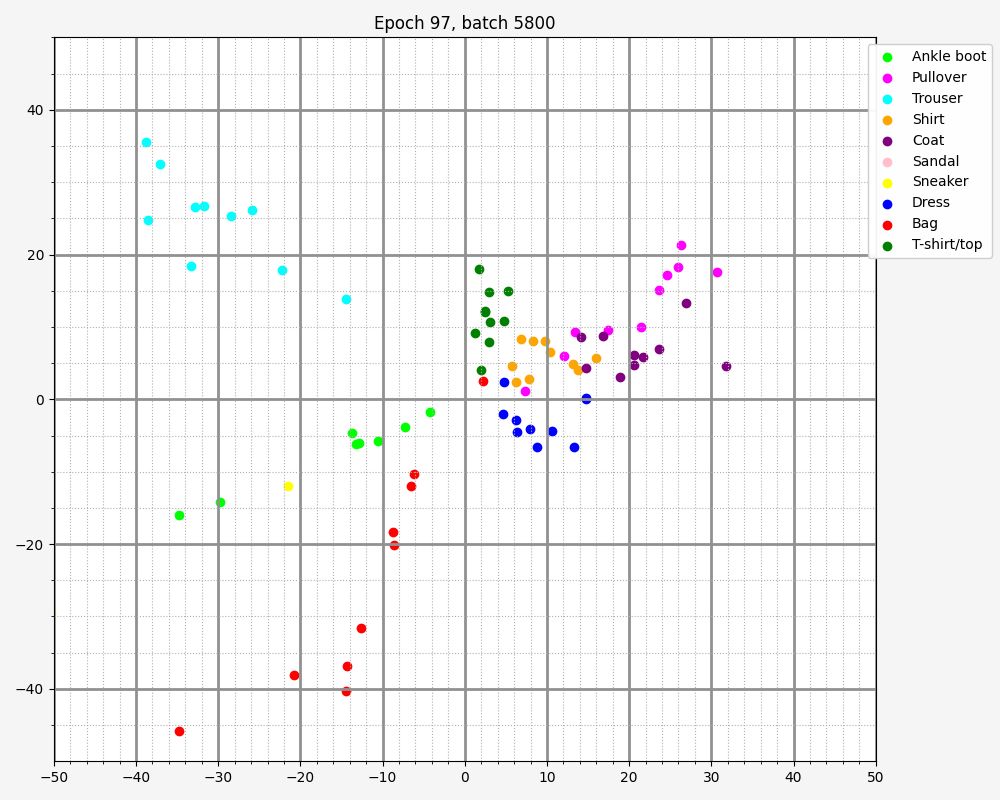 Epoch 97, batch 5800
Ankle boot
Pullover
Trouser
Shirt
Coat
Sandal
Sneaker
Dress
Bag
T-shirt/top
40
20
0
−20
−40
−50 −40 −30 −20 −10 0 10 20 30 40 50